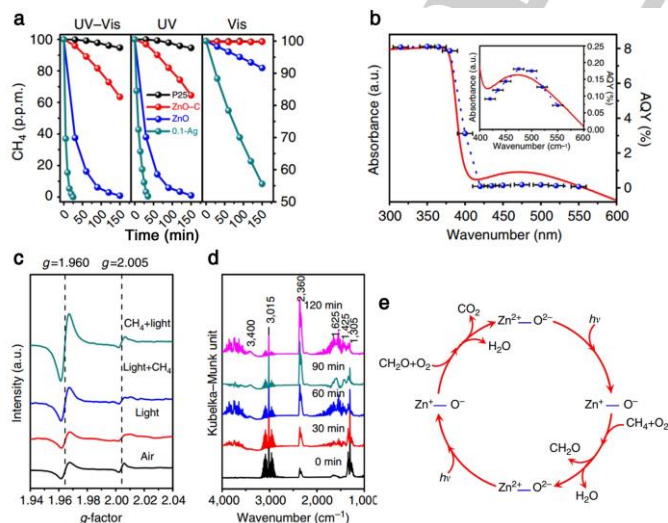 a
UV–Vis
UV
Vis
CH₄ (p.p.m.)
100
80
60
40
20
0
P25
ZnO–C
ZnO
0.1-Ag
100
90
80
70
60
50
0 50 100 150
0 50 100 150
0 50 100 150
Time (min)
b
Absorbance (a.u.)
AQY (%)
8
6
4
2
0
300 350 400 450 500 550 600
Wavenumber (nm)
Absorbance (a.u.)
0.25
0.20
0.15
0.10
0.05
0.00
AQY (%)
400 450 500 550 600
Wavenumber (cm⁻¹)
c
g=1.960
g=2.005
Intensity (a.u.)
CH₄+light
Light+CH₄
Light
Air
1.94 1.96 1.98 2.00 2.02 2.04
g-factor
d
Kubelka–Munk unit
3,400
3,015
2,360
1,625
1,425
1,305
120 min
90 min
60 min
30 min
0 min
4,000 3,000 2,000 1,000
Wavenumber (cm⁻¹)
e
CO₂
Zn²⁺ — O²⁻
hν
H₂O
CH₂O+O₂
Zn⁺ — O⁻
Zn⁺ — O⁻
CH₄+O₂
CH₂O
H₂O
hν
Zn²⁺ — O²⁻